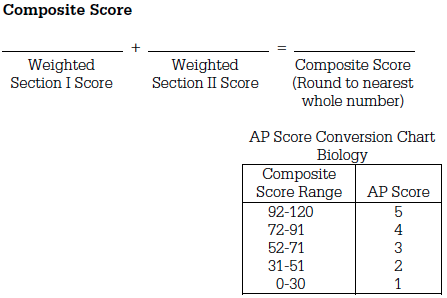 Composite Score
+ =
Weighted Weighted Composite Score
Section I Score Section II Score (Round to nearest
whole number)
AP Score Conversion Chart
Biology
Composite
Score Range AP Score
92-120 5
72-91 4
52-71 3
31-51 2
0-30 1